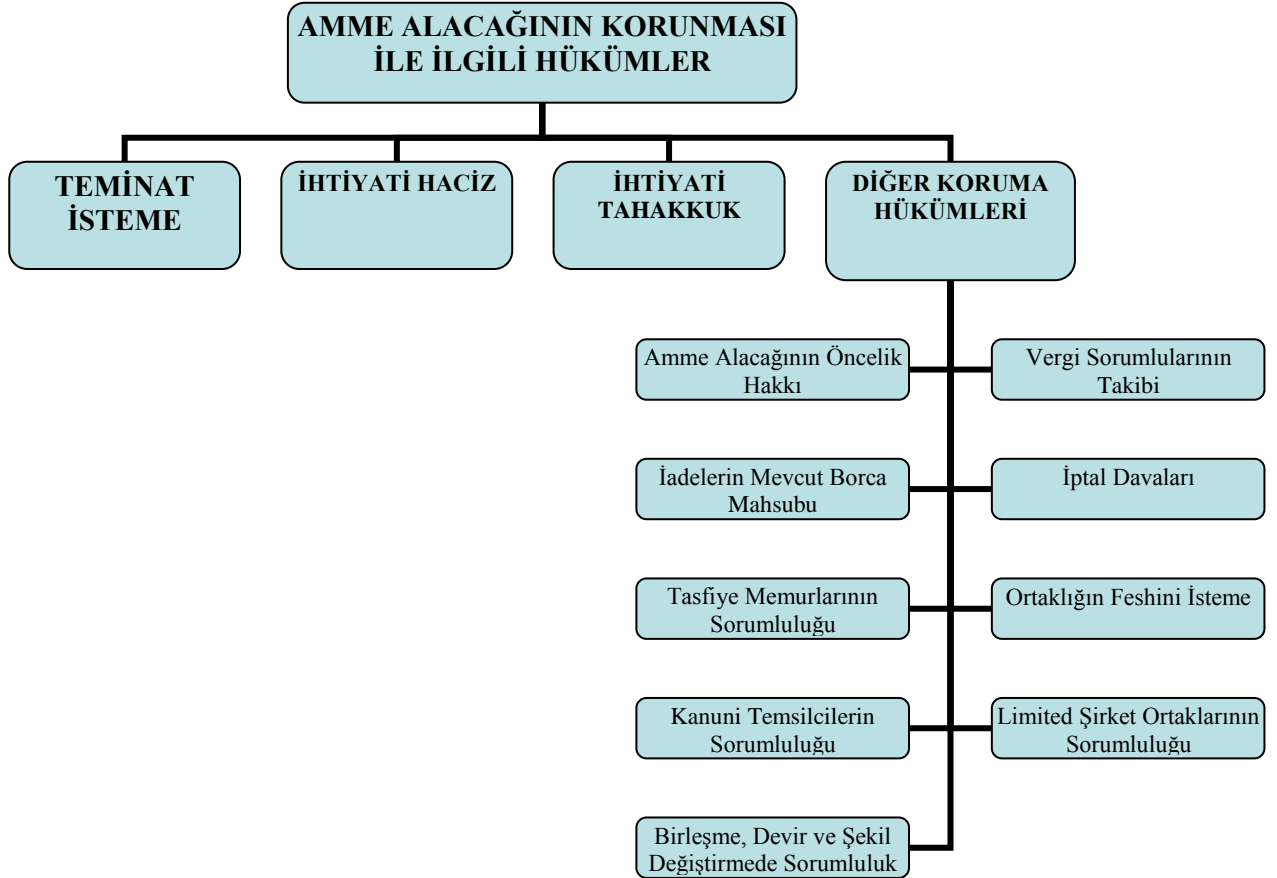 AMME ALACAĞININ KORUNMASI
İLE İLGİLİ HÜKÜMLER
TEMİNAT
İSTEME
İHTİYATİ HACİZ
İHTİYATİ
TAHAKKUK
DİĞER KORUMA
HÜKÜMLERİ
Amme Alacağının Öncelik
Hakkı
Vergi Sorumlularının
Takibi
İadelerin Mevcut Borca
Mahsubu
İptal Davaları
Tasfiye Memurlarının
Sorumluluğu
Ortaklığın Feshini İsteme
Kanuni Temsilcilerin
Sorumluluğu
Limited Şirket Ortaklarının
Sorumluluğu
Birleşme, Devir ve Şekil
Değiştirmede Sorumluluk